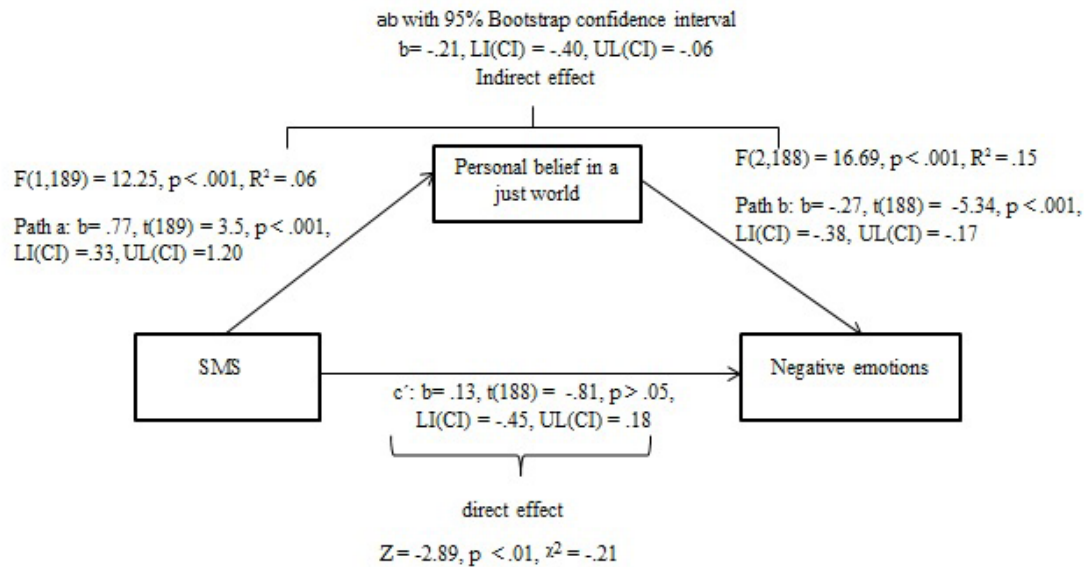 ab with 95% Bootstrap confidence interval
b= -.21, LI(CI) = -.40, UL(CI) = -.06
Indirect effect
F(1,189) = 12.25, p < .001, R² = .06
Path a: b= .77, t(189) = 3.5, p < .001,
LI(CI) =.33, UL(CI) =1.20
Personal belief in a
just world
F(2,188) = 16.69, p < .001, R² = .15
Path b: b= -.27, t(188) = -5.34, p < .001,
LI(CI) = -.38, UL(CI) = -.17
SMS
Negative emotions
c´: b= .13, t(188) = -.81, p > .05,
LI(CI) = -.45, UL(CI) = .18
direct effect
Z = -2.89, p < .01, ϰ² = -.21